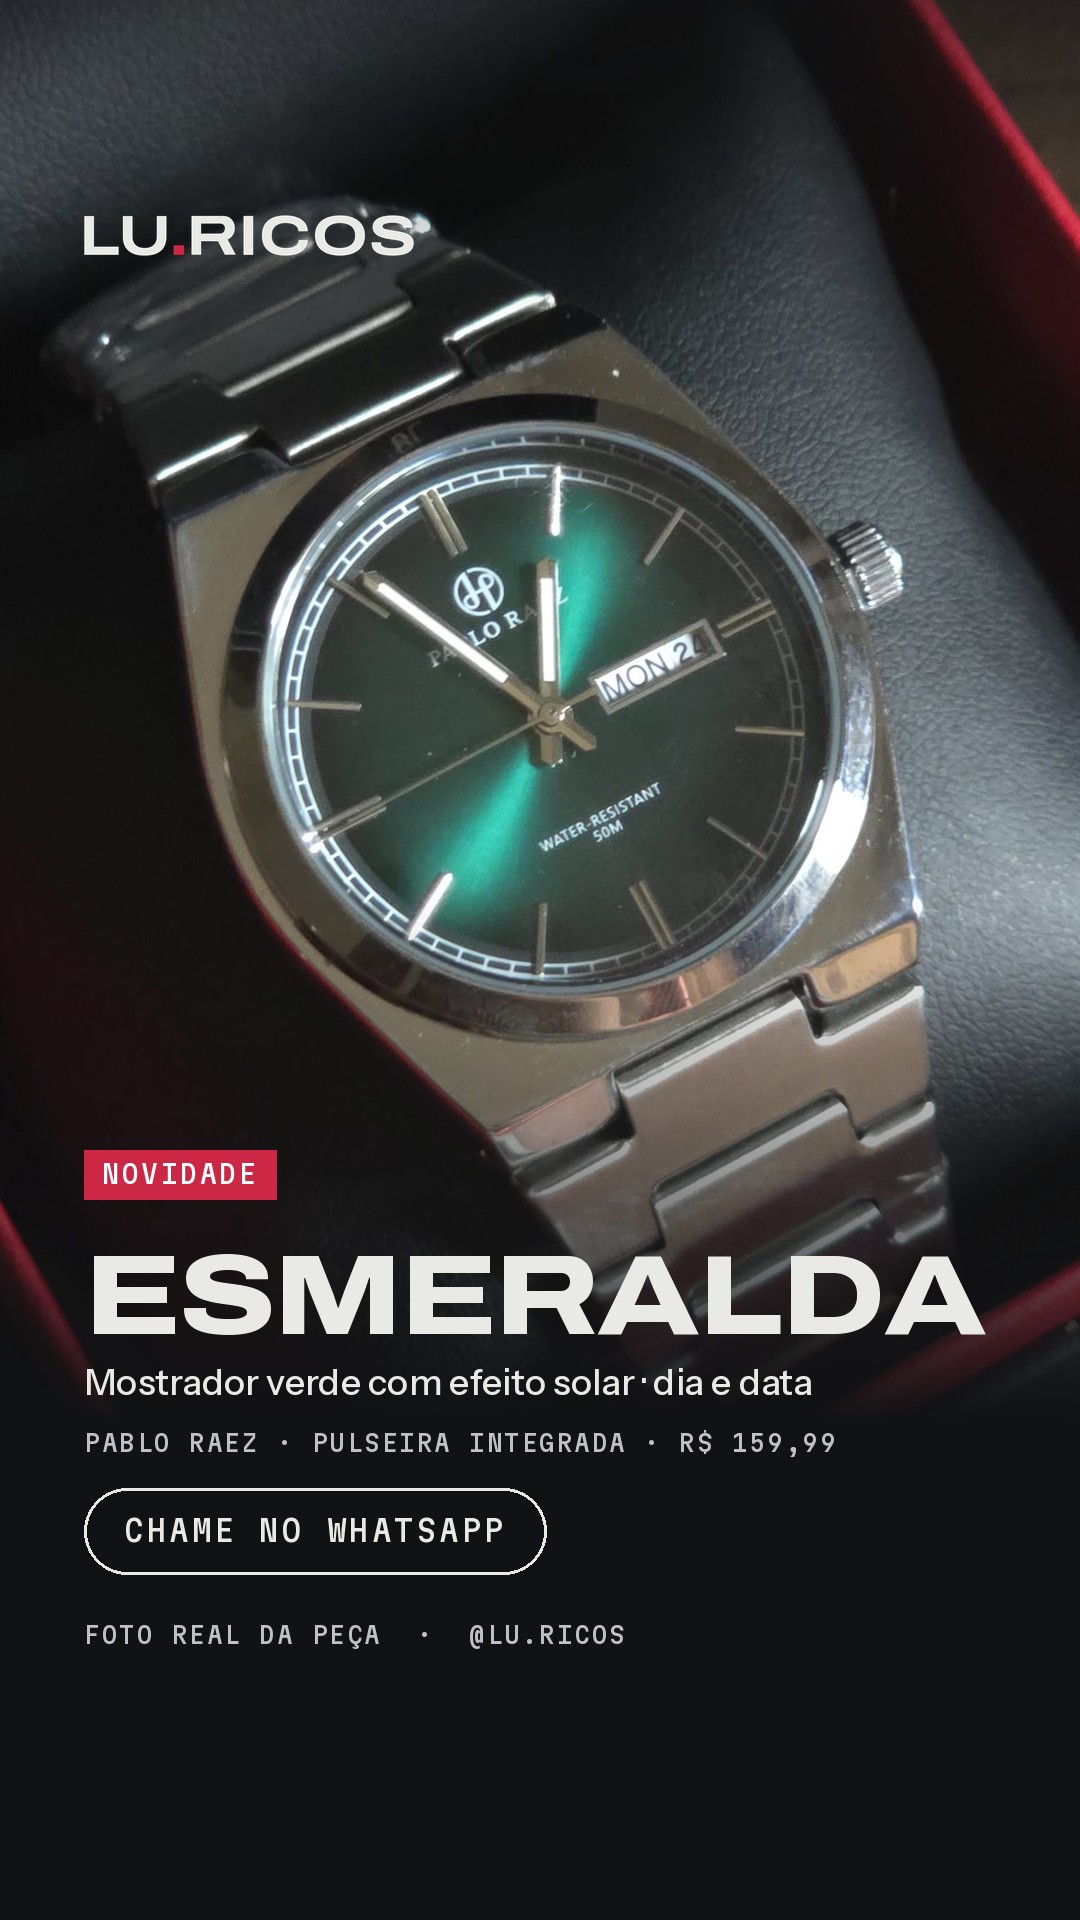 LU.RICOS
PABLO RAEZ
MON 24
WATER-RESISTANT
50M
NOVIDADE
ESMERALDA
Mostrador verde com efeito solar · dia e data
PABLO RAEZ · PULSEIRA INTEGRADA · R$ 159,99
CHAME NO WHATSAPP
FOTO REAL DA PEÇA · @LU.RICOS